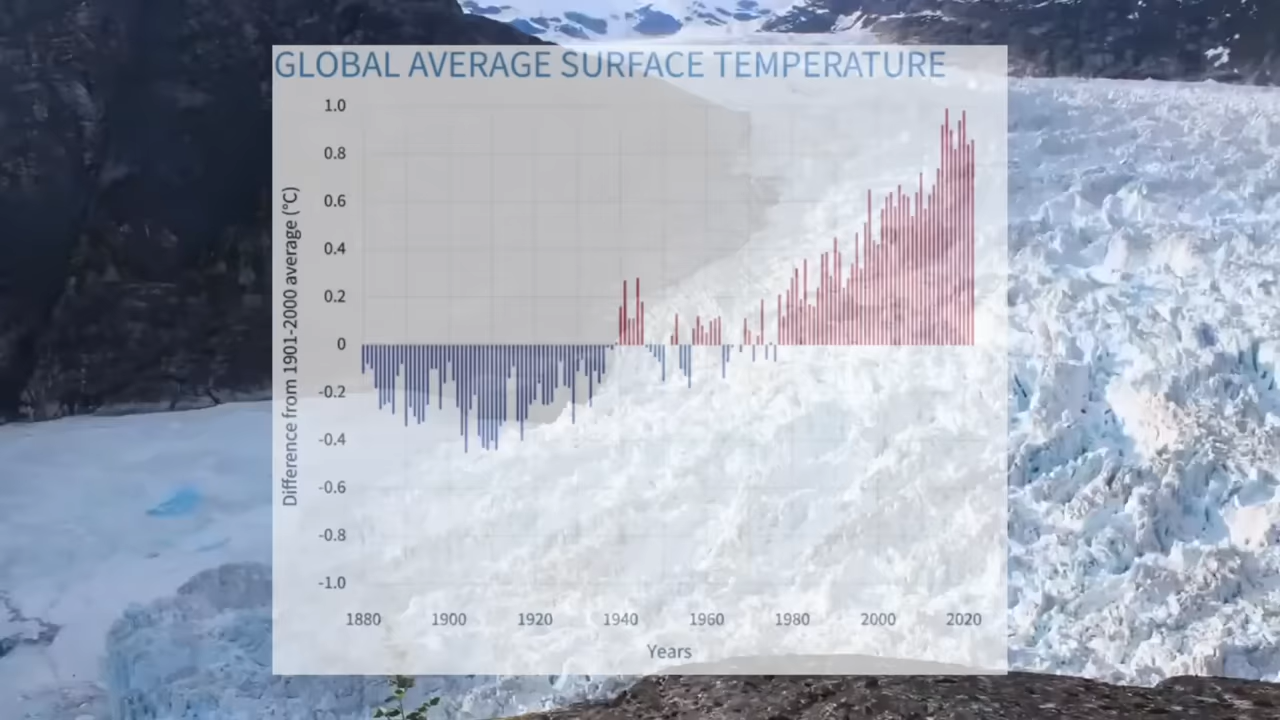 GLOBAL AVERAGE SURFACE TEMPERATURE
Difference from 1901-2000 average (°C)
1.0
0.8
0.6
0.4
0.2
0
-0.2
-0.4
-0.6
-0.8
-1.0
1880 1900 1920 1940 1960 1980 2000 2020
Years